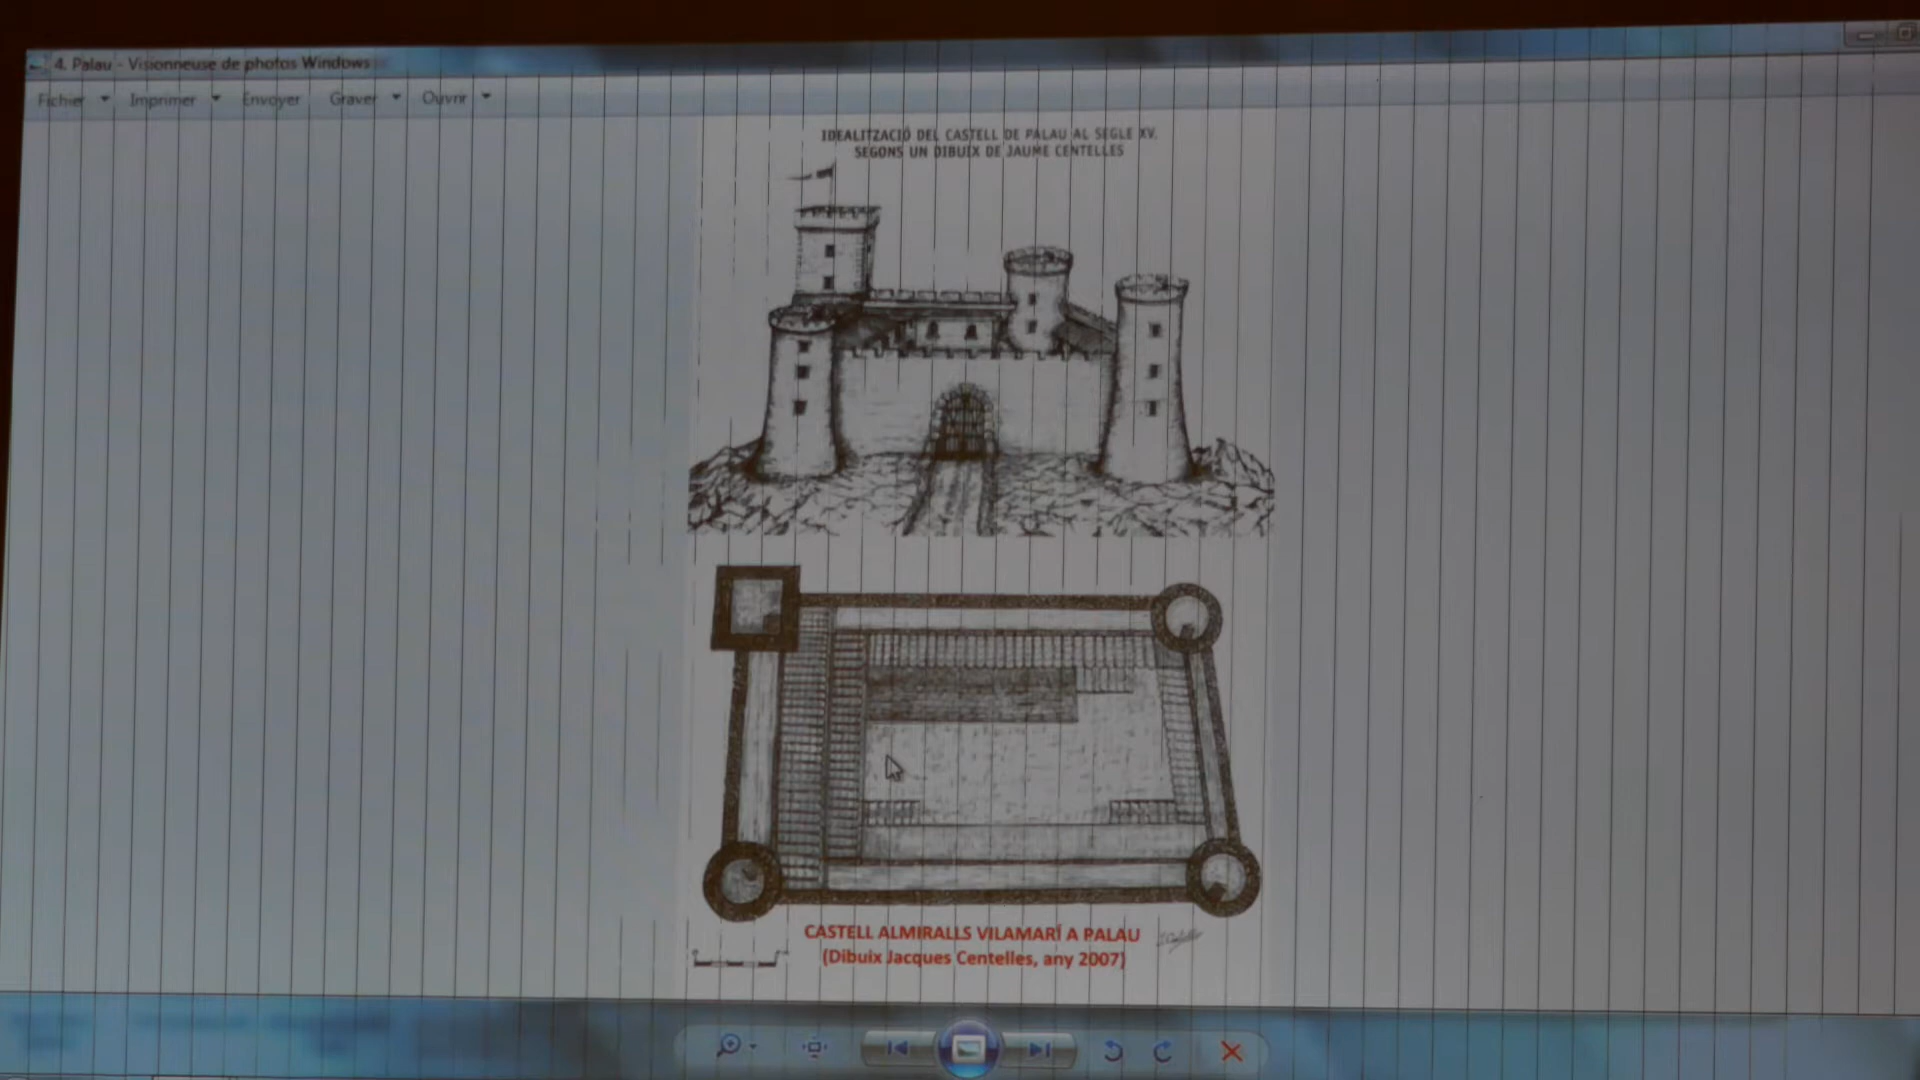 4. Palau - Visionneuse de photos Windows
Fichier Imprimer Envoyer Graver Ouvrir
IDEALITZACIÓ DEL CASTELL DE PALAU AL SEGLE XV.
SEGONS UN DIBUIX DE JAUME CENTELLES
CASTELL ALMIRALLS VILAMARÍ A PALAU
(Dibuix Jacques Centelles, any 2007)